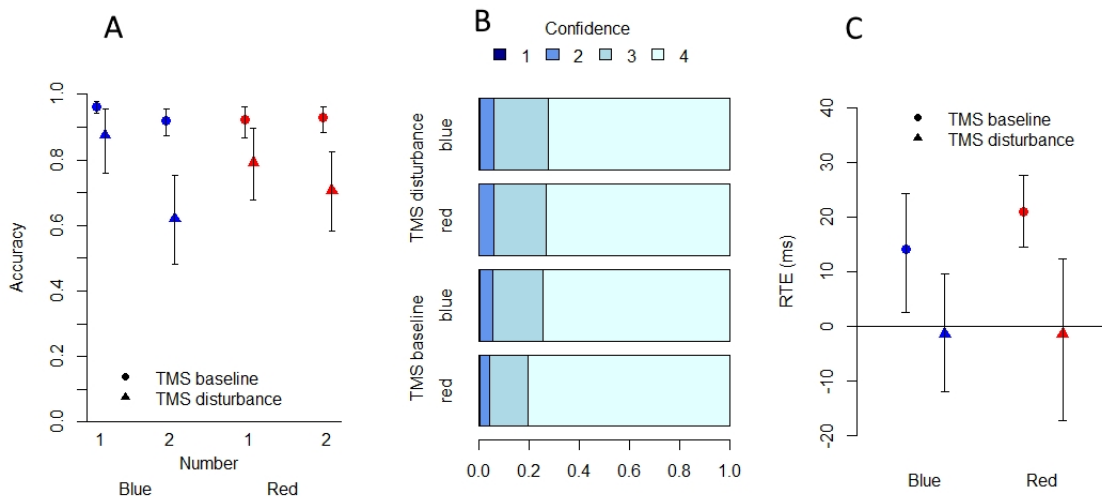 A
Accuracy
0.0 0.2 0.4 0.6 0.8 1.0
TMS baseline
TMS disturbance
1 2 1 2
Number
Blue Red
B
Confidence
1 2 3 4
TMS disturbance
blue
red
TMS baseline
blue
red
0.0 0.2 0.4 0.6 0.8 1.0
C
TMS baseline
TMS disturbance
RTE (ms)
-20 -10 0 10 20 30 40
Blue Red